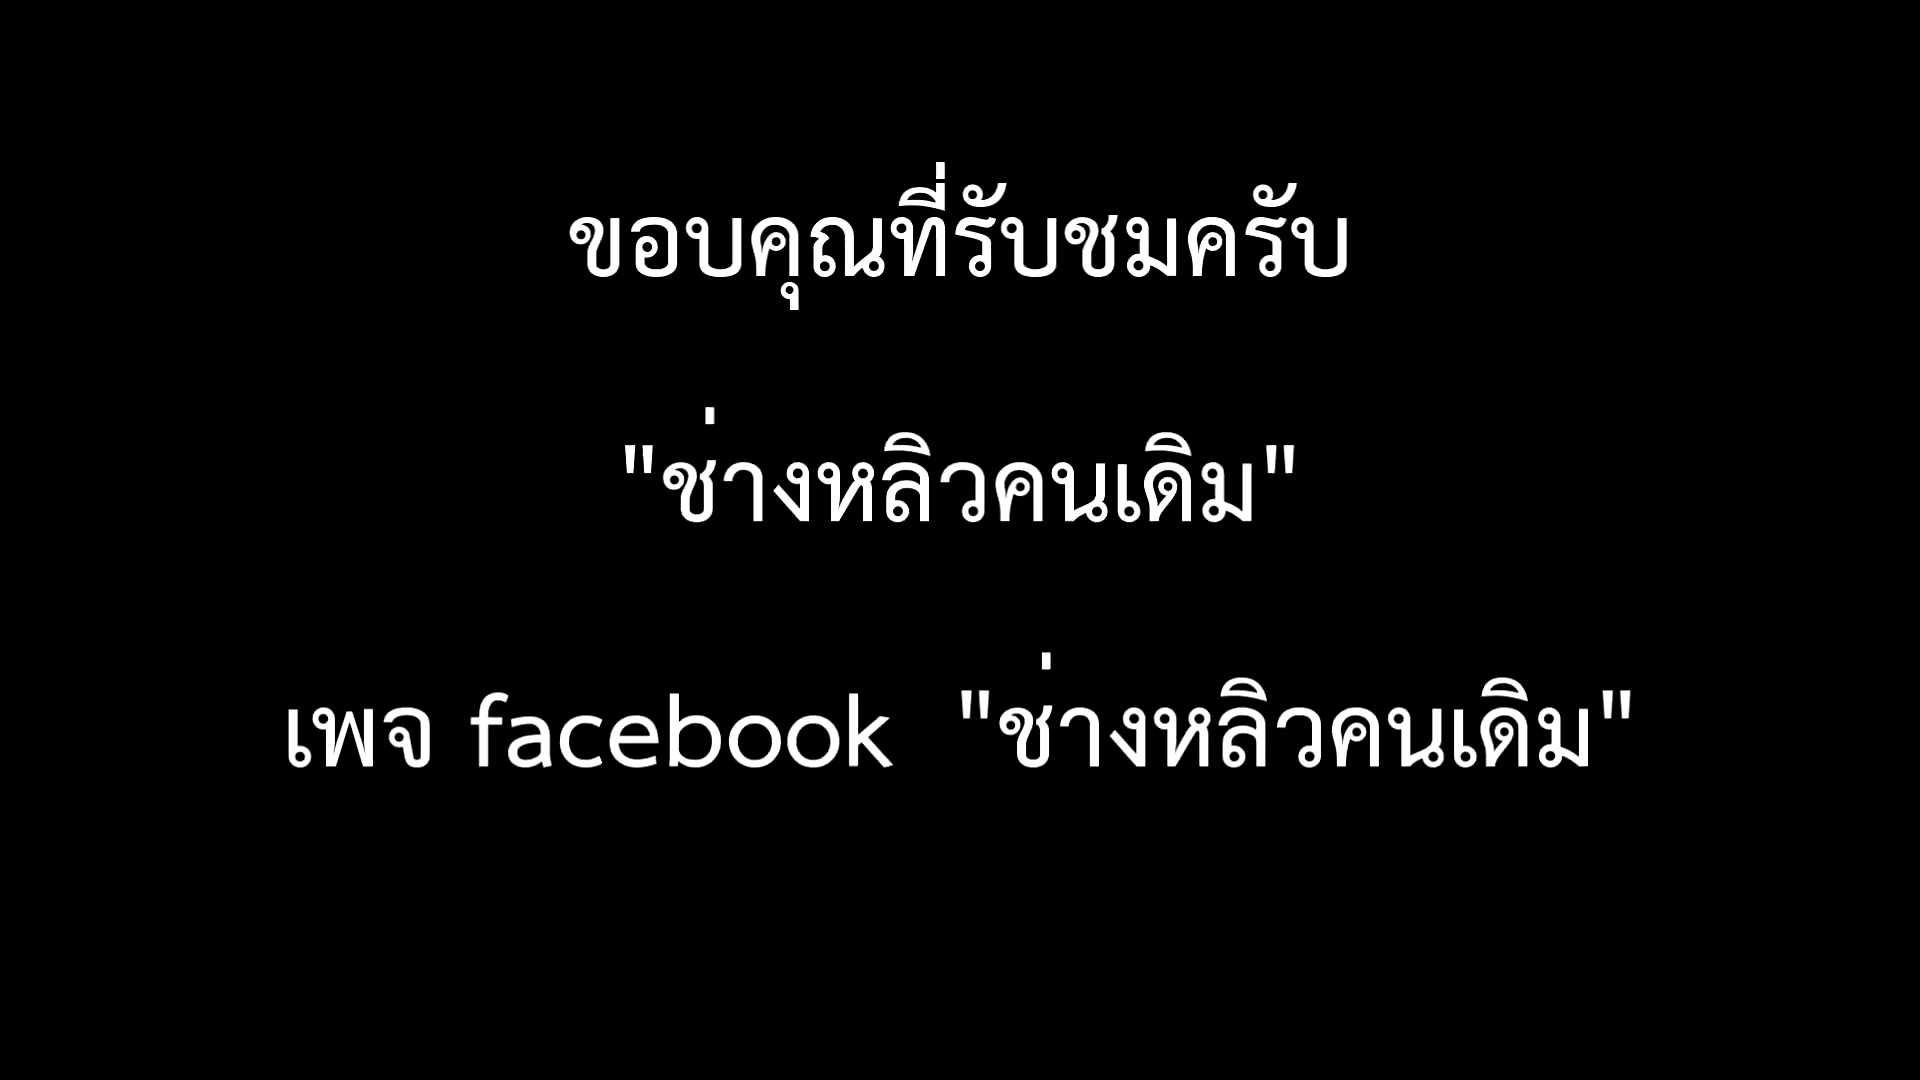 ขอบคุณที่รับชมครับ
"ช่างหลิวคนเดิม"
เพจ facebook  "ช่างหลิวคนเดิม"